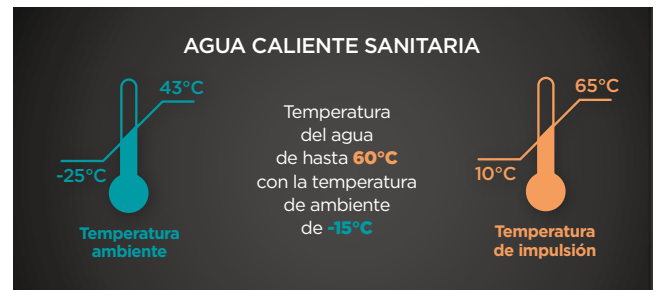 AGUA CALIENTE SANITARIA
43°C
-25°C
Temperatura
ambiente
Temperatura
del agua
de hasta 60°C
con la temperatura
de ambiente
de -15°C
65°C
10°C
Temperatura
de impulsión